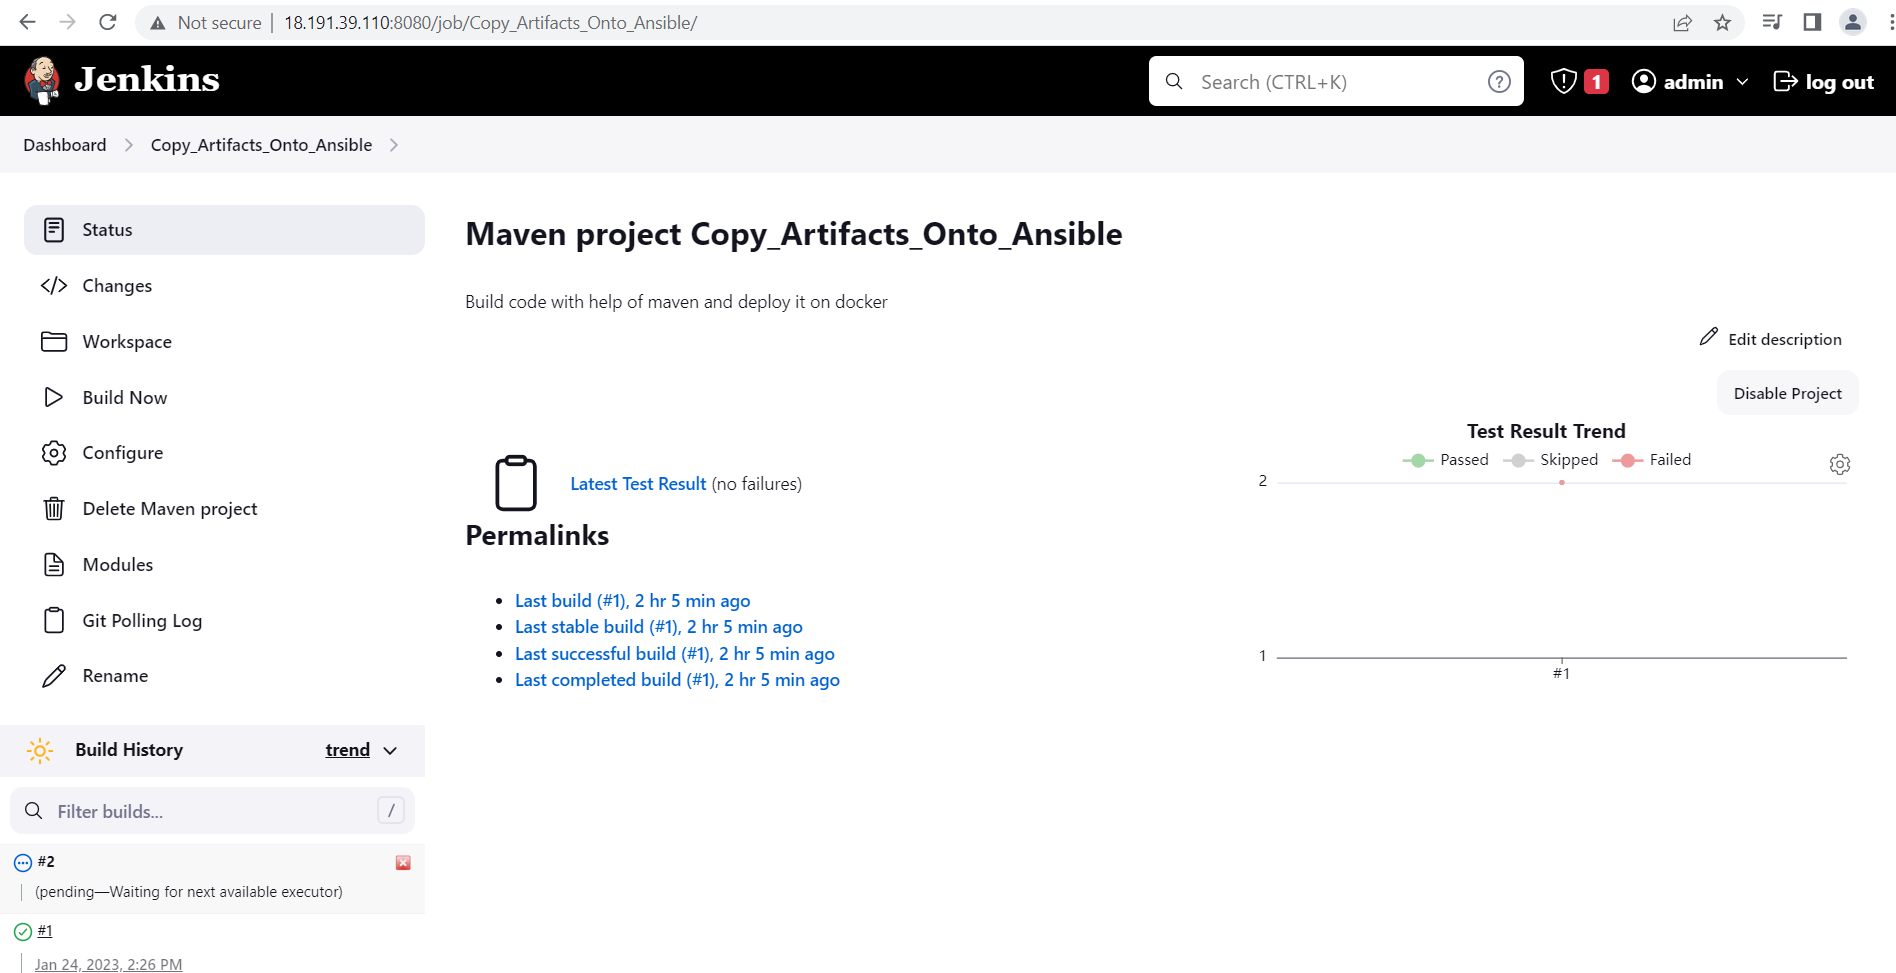 Not secure | 18.191.39.110:8080/job/Copy_Artifacts_Onto_Ansible/
Jenkins
Search (CTRL+K)
?
1
admin
log out
Dashboard
Copy_Artifacts_Onto_Ansible
Status
Changes
Workspace
Build Now
Configure
Delete Maven project
Modules
Git Polling Log
Rename
Build History
trend
Filter builds...
/
#2
(pending—Waiting for next available executor)
#1
Jan 24, 2023, 2:26 PM
Maven project Copy_Artifacts_Onto_Ansible
Build code with help of maven and deploy it on docker
Edit description
Disable Project
Latest Test Result (no failures)
Permalinks
Last build (#1), 2 hr 5 min ago
Last stable build (#1), 2 hr 5 min ago
Last successful build (#1), 2 hr 5 min ago
Last completed build (#1), 2 hr 5 min ago
Test Result Trend
Passed Skipped Failed
2
1
#1